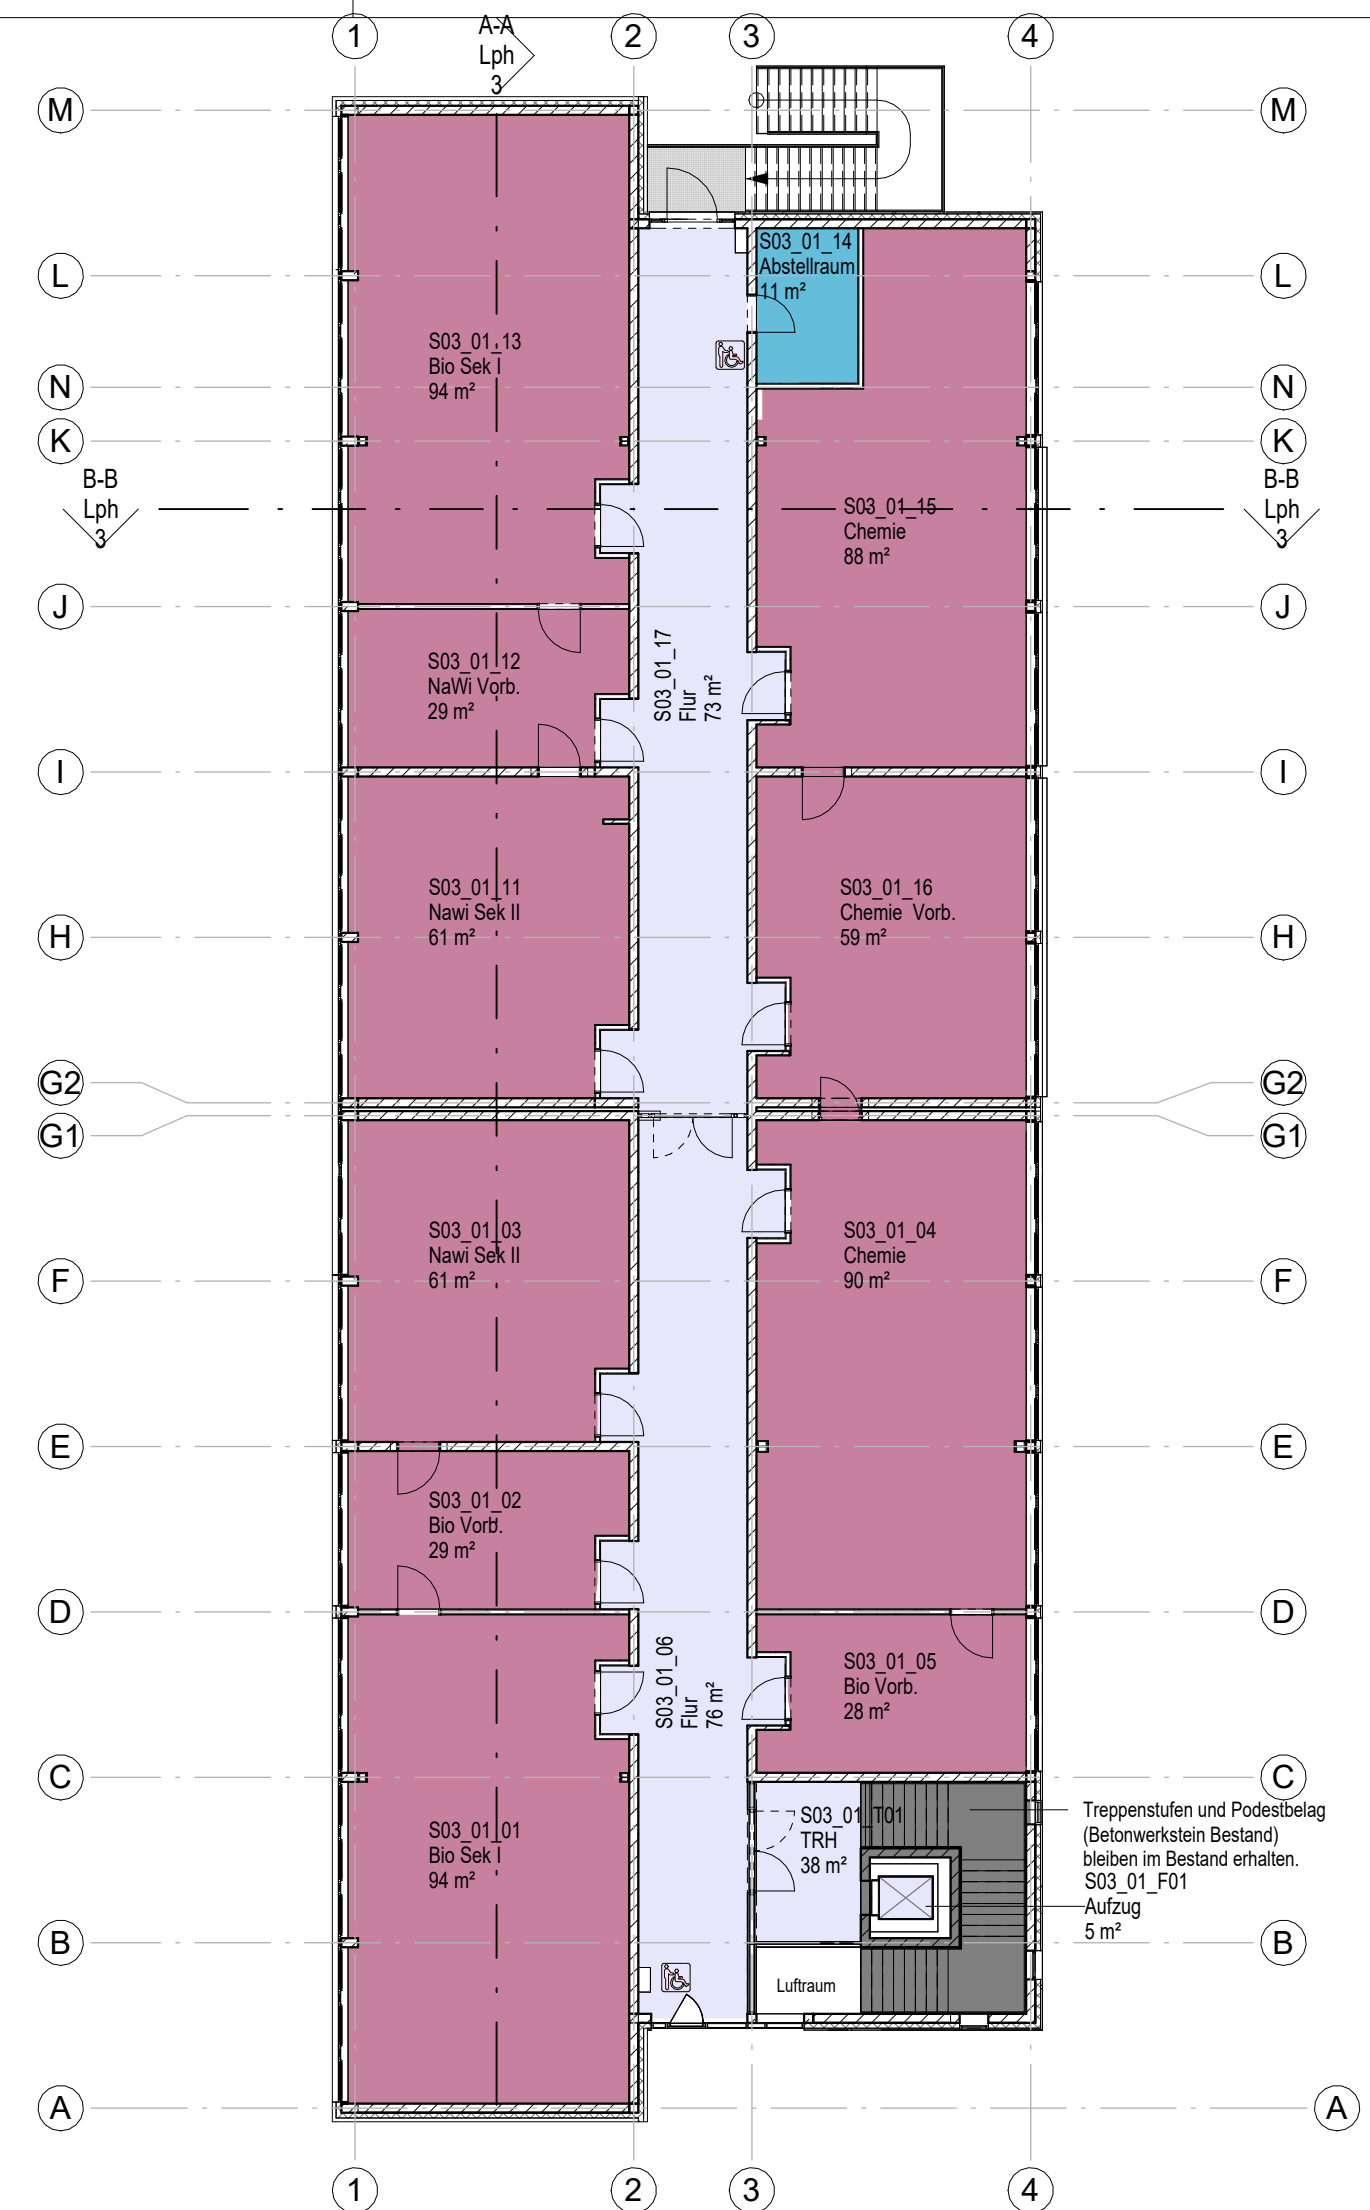 1
A-A
Lph
3
2
3
4
M
M
S03_01_14
Abstellraum
11 m²
L
L
S03_01_13
Bio Sek I
94 m²
N
N
K
K
B-B
Lph
3
B-B
Lph
3
S03_01_15
Chemie
88 m²
J
J
S03_01_12
NaWi Vorb.
29 m²
S03_01_17
Flur
73 m²
I
I
S03_01_11
Nawi Sek II
61 m²
S03_01_16
Chemie Vorb.
59 m²
H
H
G2
G2
G1
G1
S03_01_03
Nawi Sek II
61 m²
S03_01_04
Chemie
90 m²
F
F
E
E
S03_01_02
Bio Vorb.
29 m²
D
D
S03_01_06
Flur
76 m²
S03_01_05
Bio Vorb.
28 m²
C
C
S03_01_01
Bio Sek I
94 m²
S03_01_T01
TRH
38 m²
Treppenstufen und Podestbelag
(Betonwerkstein Bestand)
bleiben im Bestand erhalten.
S03_01_F01
Aufzug
5 m²
B
B
Luftraum
A
A
1
2
3
4